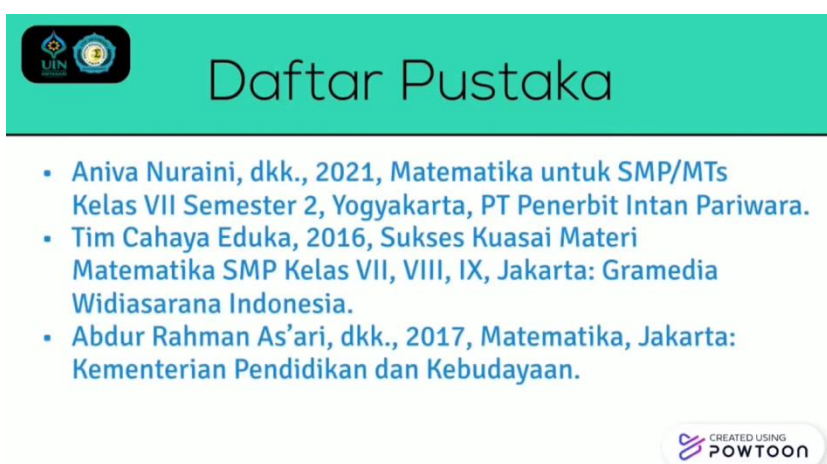 UIN
ANTASARI
Daftar Pustaka
▪ Aniva Nuraini, dkk., 2021, Matematika untuk SMP/MTs
Kelas VII Semester 2, Yogyakarta, PT Penerbit Intan Pariwara.
▪ Tim Cahaya Eduka, 2016, Sukses Kuasai Materi
Matematika SMP Kelas VII, VIII, IX, Jakarta: Gramedia
Widiasarana Indonesia.
▪ Abdur Rahman As’ari, dkk., 2017, Matematika, Jakarta:
Kementerian Pendidikan dan Kebudayaan.
CREATED USING
POWTOON